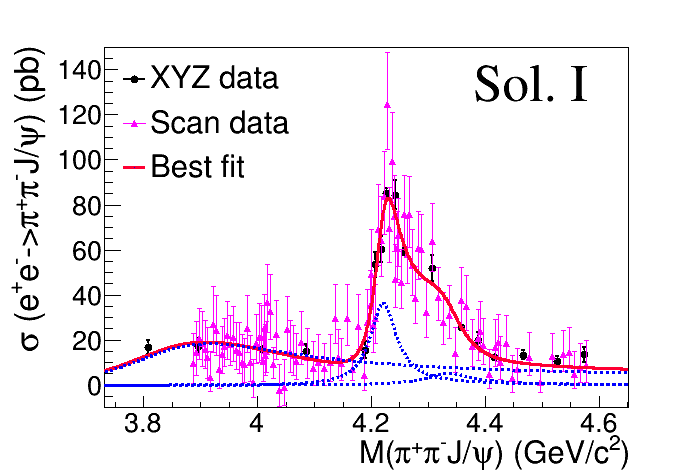 σ (e⁺e⁻->π⁺π⁻J/ψ) (pb)
140
120
100
80
60
40
20
0
XYZ data
Scan data
Best fit
Sol. I
3.8 4 4.2 4.4 4.6
M(π⁺π⁻J/ψ) (GeV/c²)